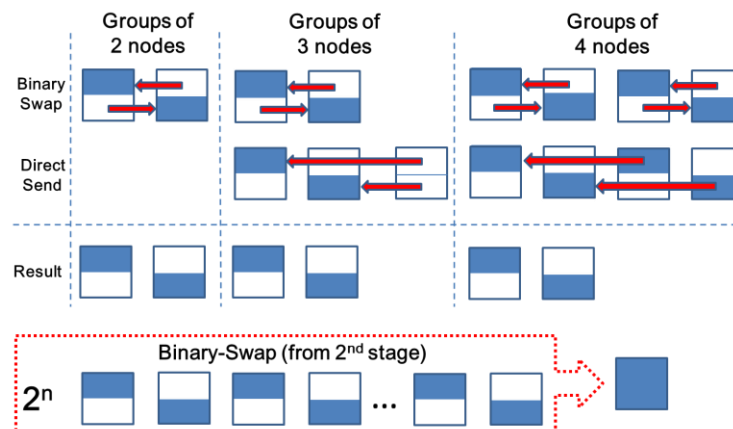 Groups of
2 nodes
Groups of
3 nodes
Groups of
4 nodes
Binary
Swap
Direct
Send
Result
Binary-Swap (from 2nd stage)
2n
...